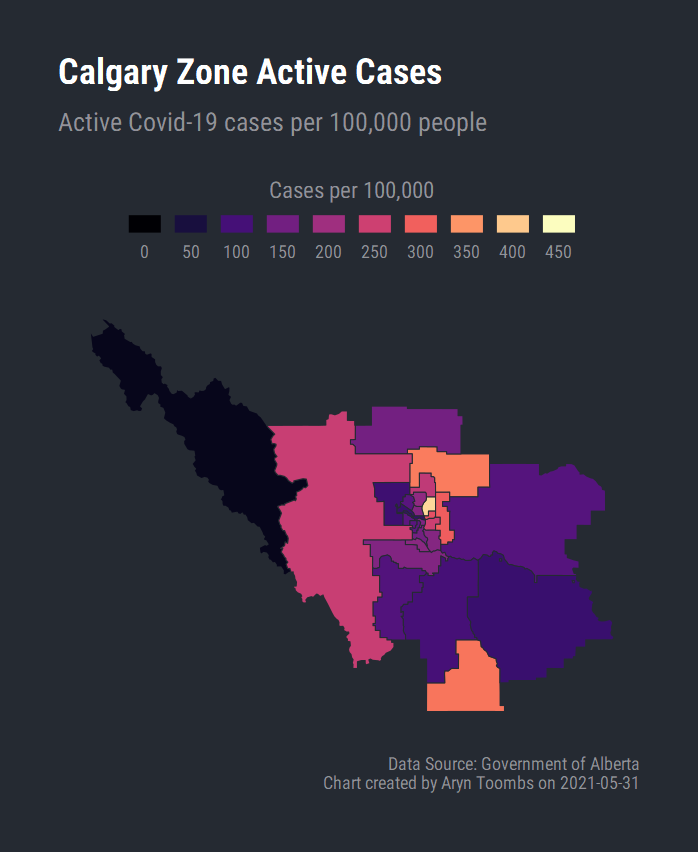 Calgary Zone Active Cases
Active Covid-19 cases per 100,000 people
Cases per 100,000
0 50 100 150 200 250 300 350 400 450
Data Source: Government of Alberta
Chart created by Aryn Toombs on 2021-05-31